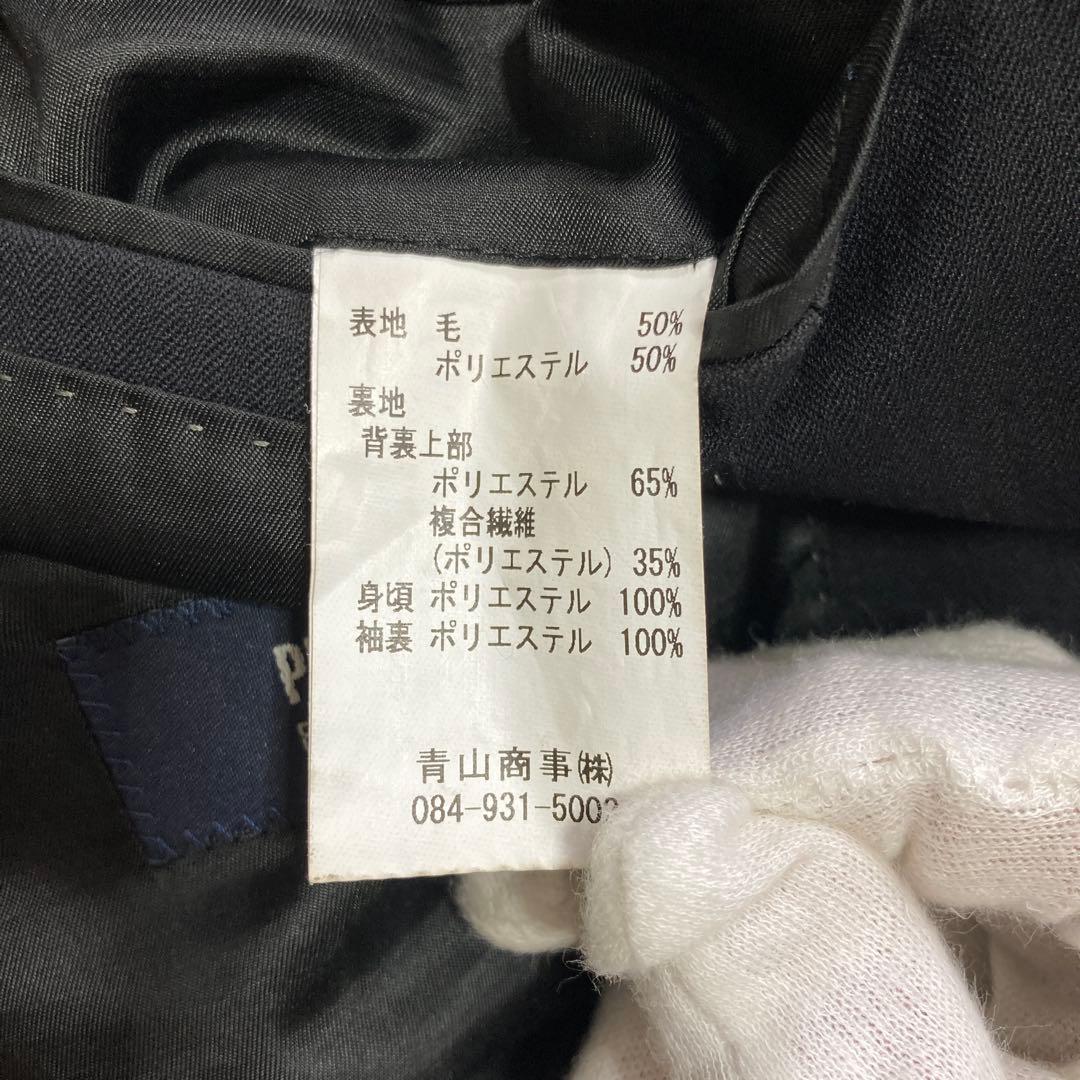 表地 毛 50%
ポリエステル 50%
裏地
背裏上部
ポリエステル 65%
複合繊維
(ポリエステル) 35%
身頃 ポリエステル 100%
袖裏 ポリエステル 100%
青山商事㈱
084-931-500